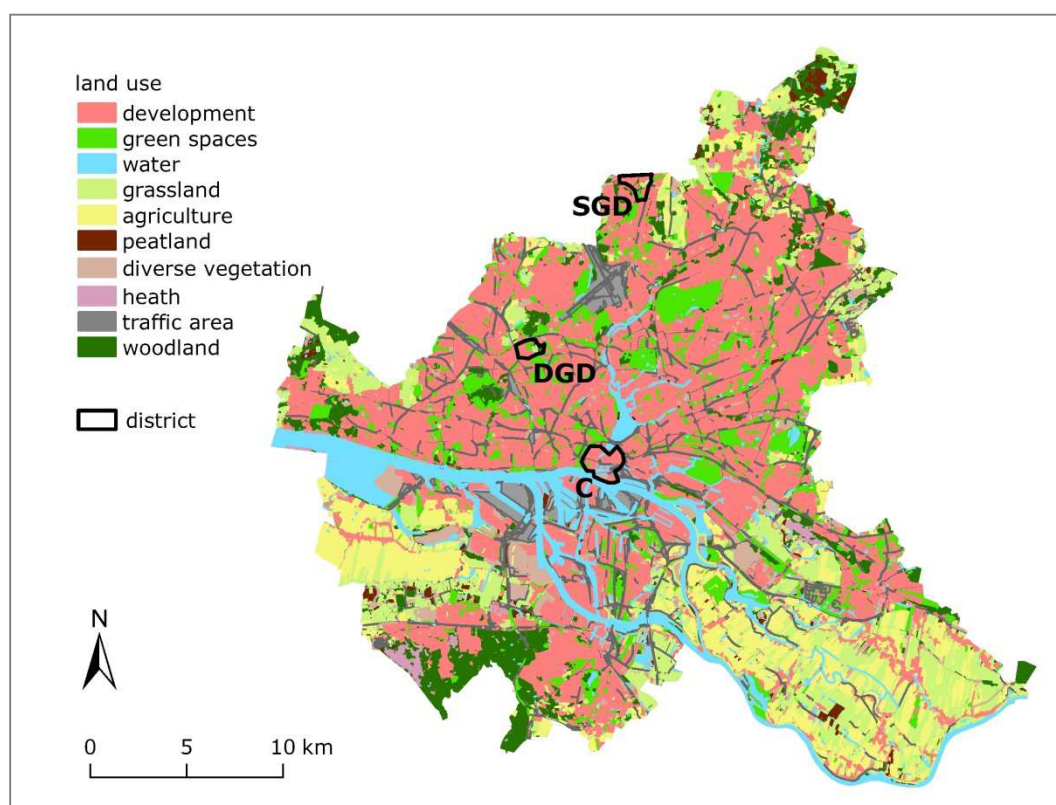 land use
development
green spaces
water
grassland
agriculture
peatland
diverse vegetation
heath
traffic area
woodland
district
SGD
DGD
C
N
0 5 10 km